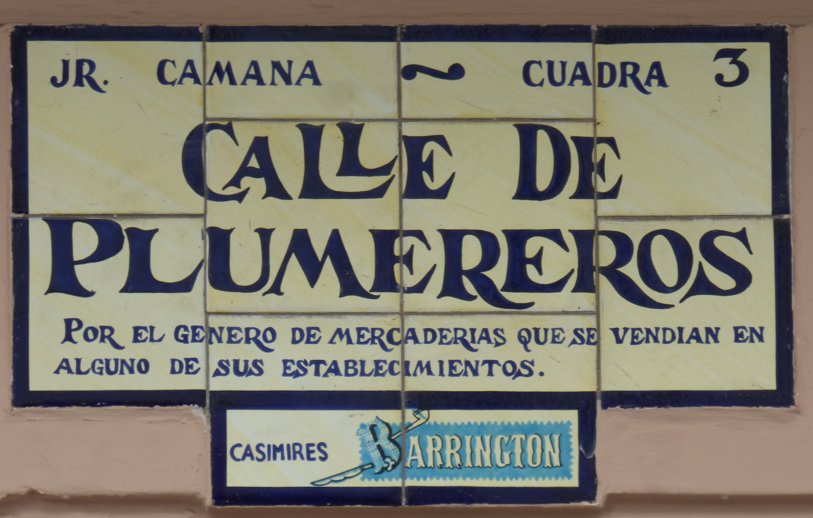 JR. CAMANA ~ CUADRA 3
CALLE DE
PLUMEREROS
POR EL GENERO DE MERCADERIAS QUE SE VENDIAN EN
ALGUNO DE SUS ESTABLECIMIENTOS.
CASIMIRES BARRINGTON